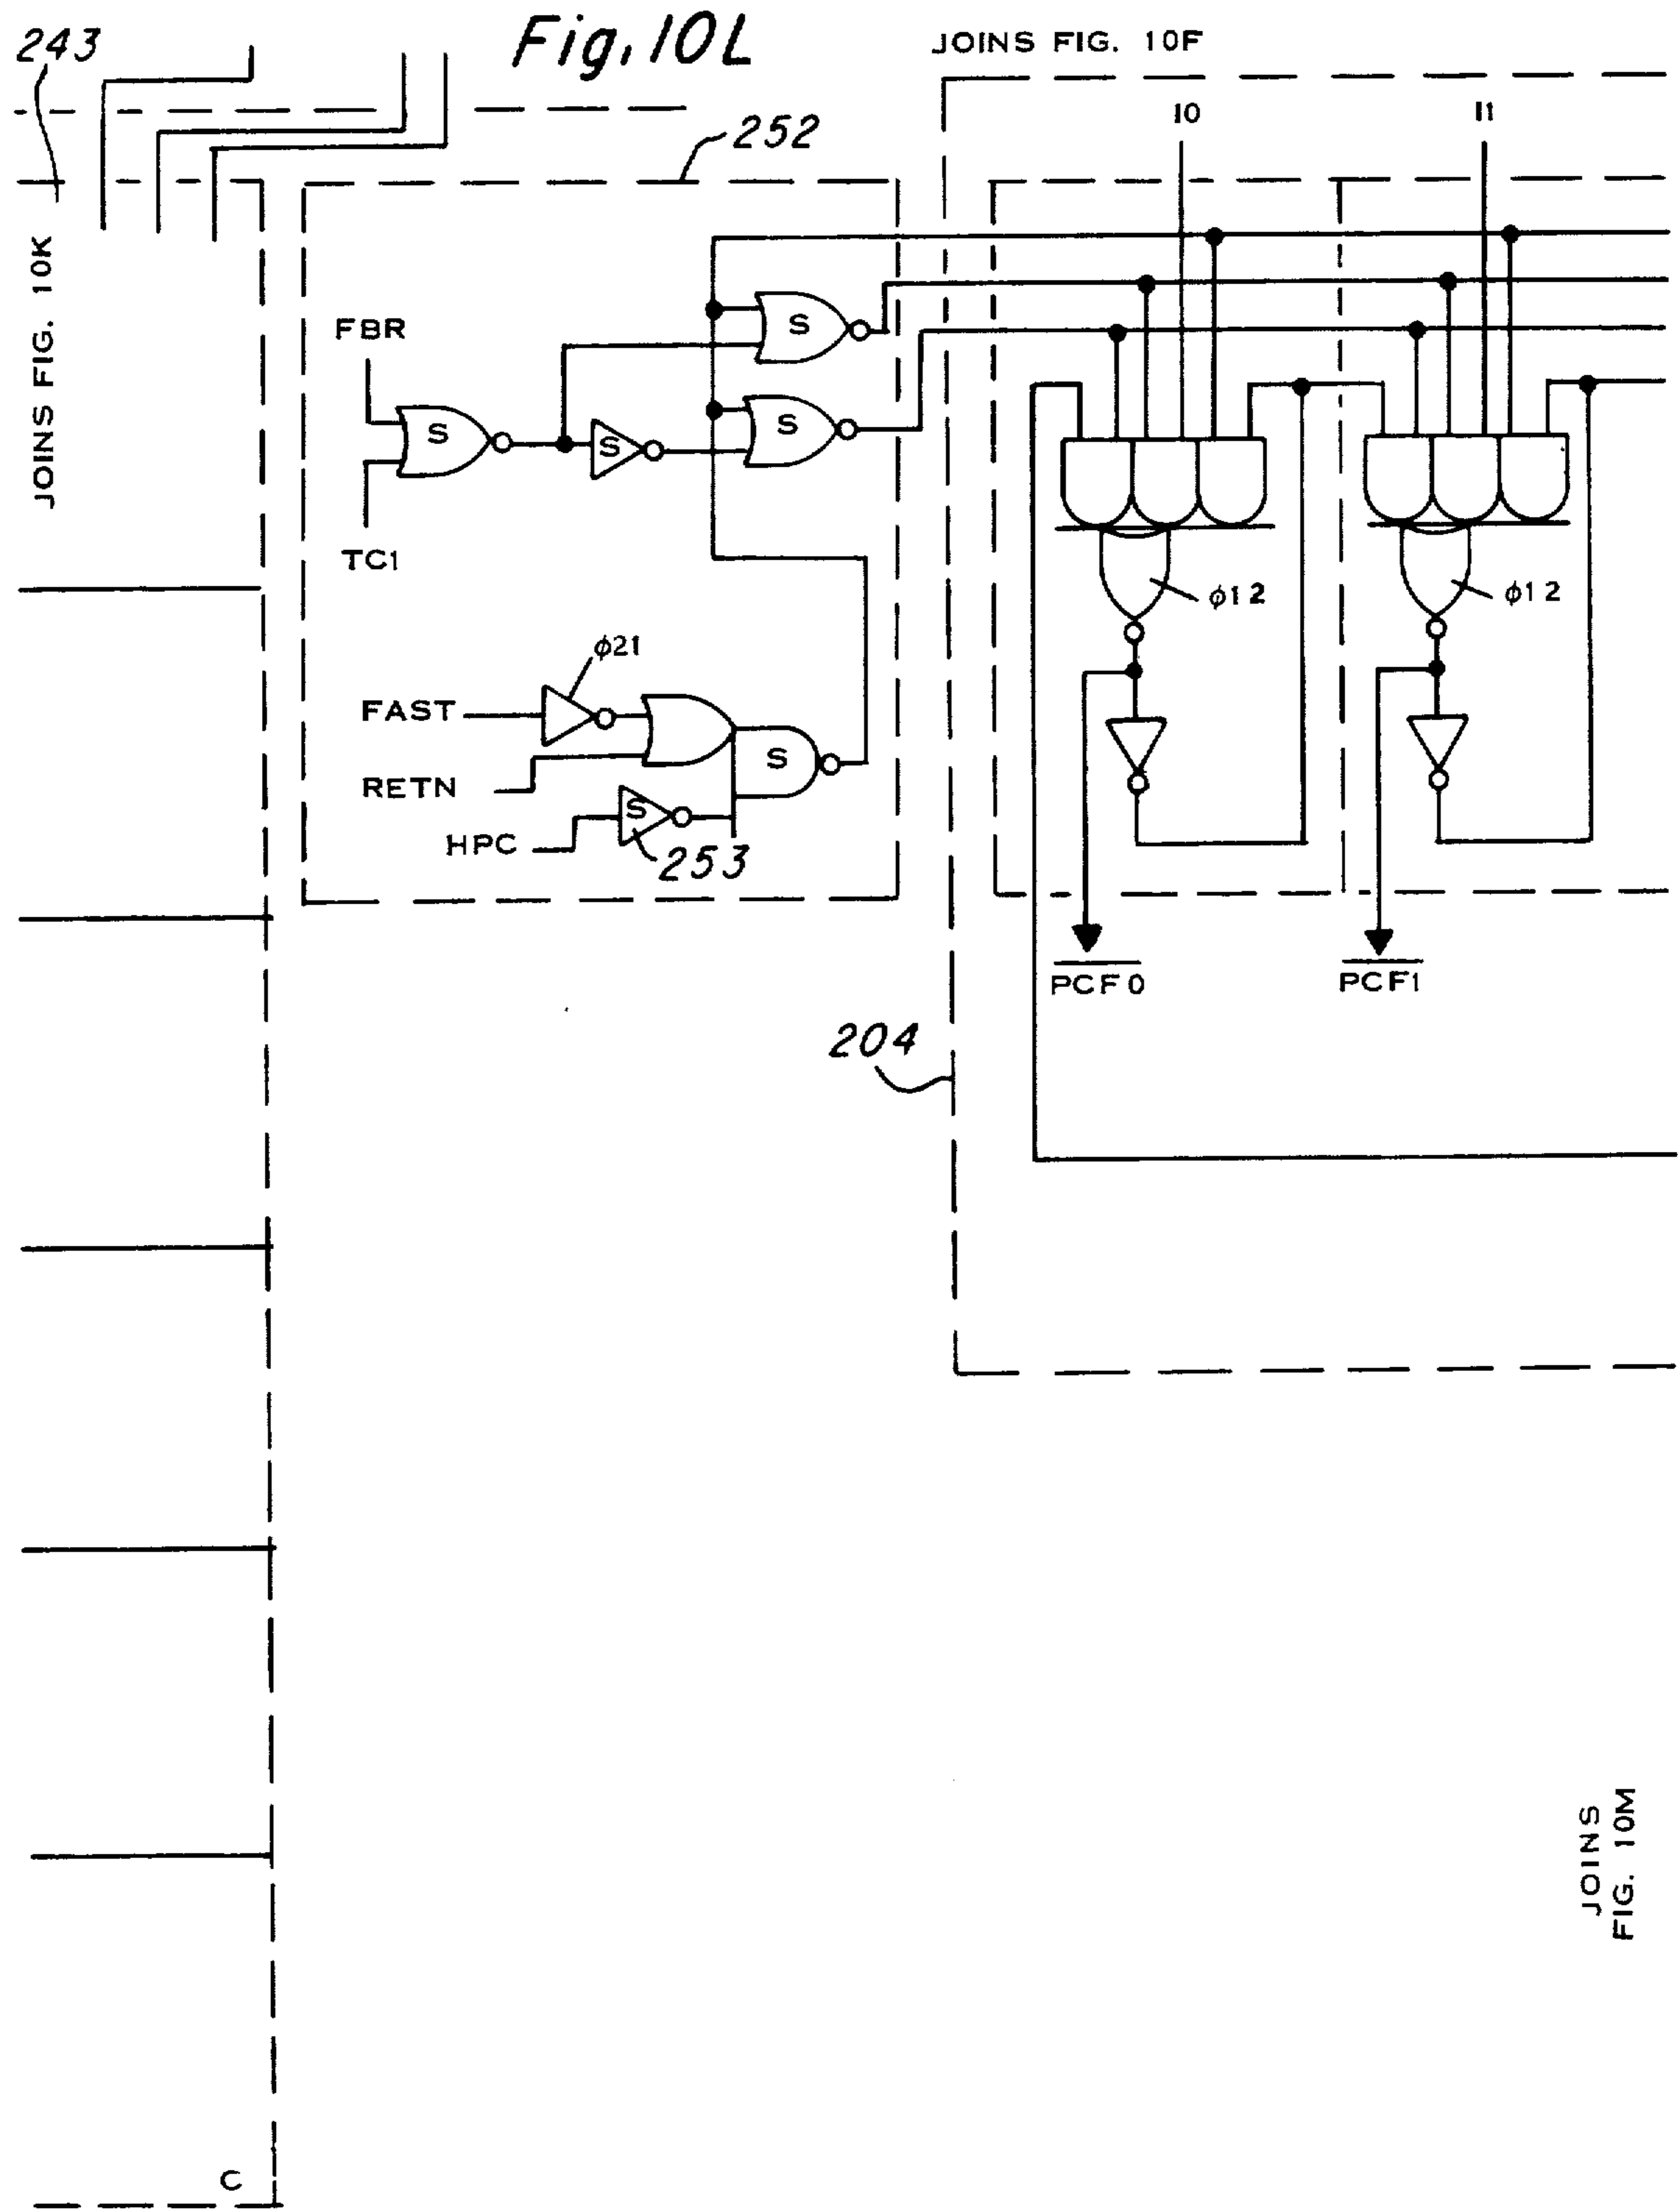 243
Fig. 10L
JOINS FIG. 10F
252
I0
I1
JOINS FIG. 10K
FBR
S
S
S
S
TC1
φ12
φ12
φ21
FAST
S
RETN
S
HPC
253
PCF0
PCF1
204
JOINS
FIG. 10M
C